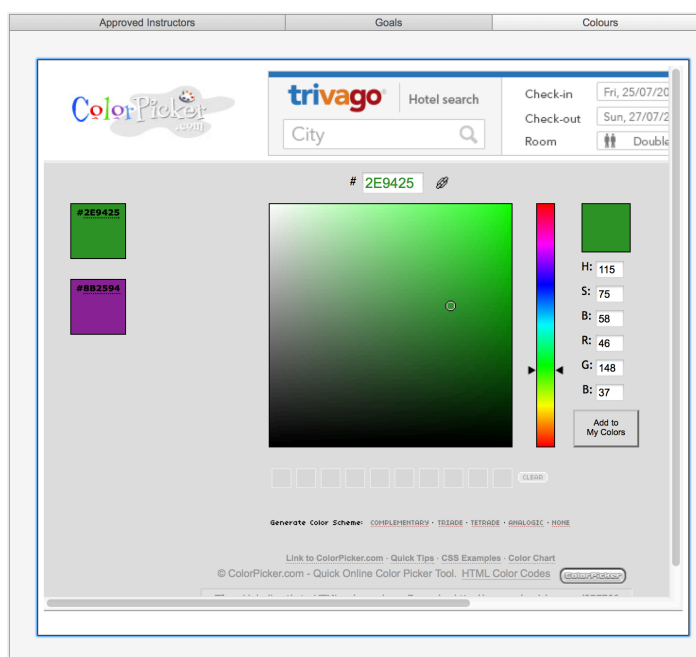 Approved Instructors
Goals
Colours
ColorPicker
.com
trivago
Hotel search
City
Check-in
Fri, 25/07/20
Check-out
Sun, 27/07/2
Room
Double
# 2E9425
#2E9425
#8B2594
H: 115
S: 75
B: 58
R: 46
G: 148
B: 37
Add to
My Colors
CLEAR
Generate Color Scheme: COMPLEMENTARY · TRIADE · TETRADE · ANALOGIC · NONE
Link to ColorPicker.com · Quick Tips · CSS Examples · Color Chart
© ColorPicker.com - Quick Online Color Picker Tool. HTML Color Codes
ColorPicker